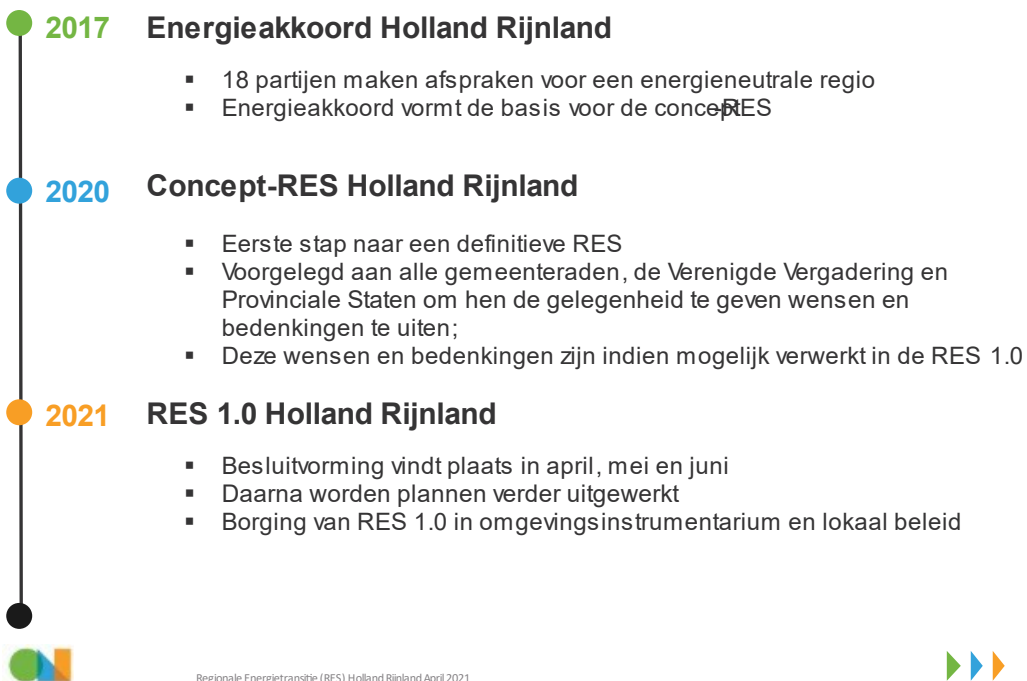 2017 Energieakkoord Holland Rijnland
▪ 18 partijen maken afspraken voor een energieneutrale regio
▪ Energieakkoord vormt de basis voor de concept-RES
2020 Concept-RES Holland Rijnland
▪ Eerste stap naar een definitieve RES
▪ Voorgelegd aan alle gemeenteraden, de Verenigde Vergadering en
Provinciale Staten om hen de gelegenheid te geven wensen en
bedenkingen te uiten;
▪ Deze wensen en bedenkingen zijn indien mogelijk verwerkt in de RES 1.0
2021 RES 1.0 Holland Rijnland
▪ Besluitvorming vindt plaats in april, mei en juni
▪ Daarna worden plannen verder uitgewerkt
▪ Borging van RES 1.0 in omgevingsinstrumentarium en lokaal beleid
Regionale Energietransitie (RES) Holland Rijnland April 2021